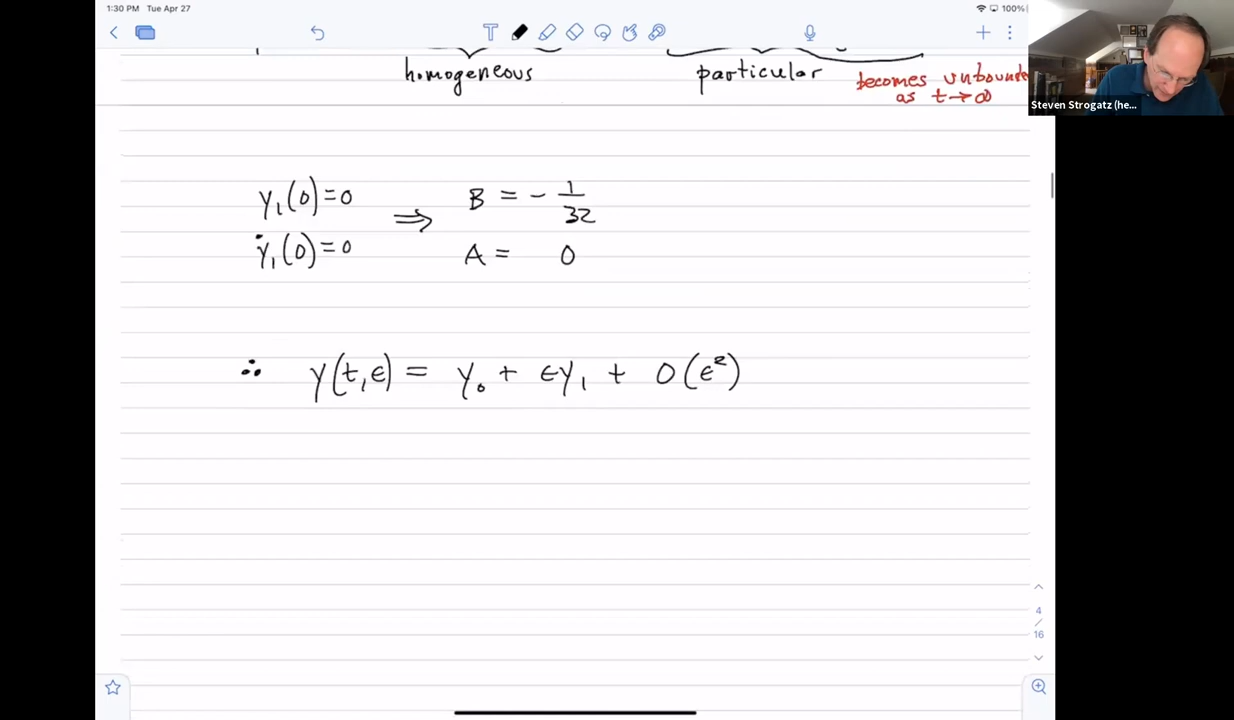 1:30 PM Tue Apr 27
100%
homogeneous
particular
becomes unbounde
as t→∞
Steven Strogatz (he...
y₁(0)=0
ẏ₁(0)=0
⇒
B = - 1/32
A = 0
∴ y(t,ϵ) = y₀ + ϵy₁ + O(ϵ²)
4
/
16